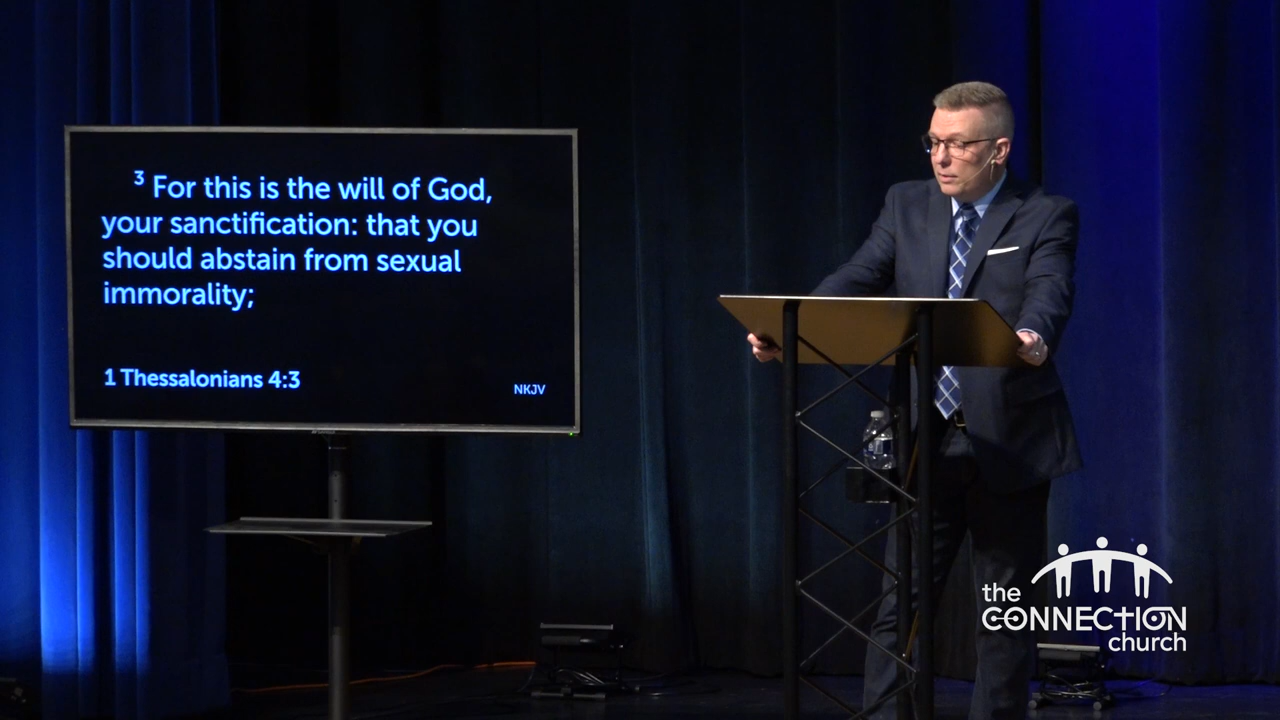 3 For this is the will of God,
your sanctification: that you
should abstain from sexual
immorality;
1 Thessalonians 4:3
NKJV
the
CONNECTION
church